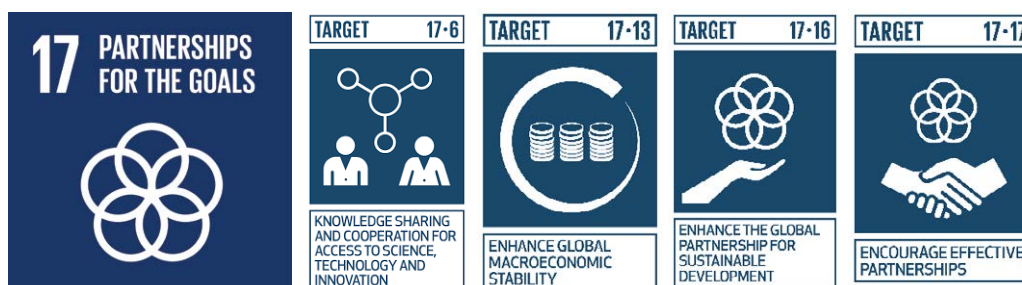 17 PARTNERSHIPS
FOR THE GOALS
TARGET 17·6
KNOWLEDGE SHARING
AND COOPERATION FOR
ACCESS TO SCIENCE,
TECHNOLOGY AND
INNOVATION
TARGET 17·13
ENHANCE GLOBAL
MACROECONOMIC
STABILITY
TARGET 17·16
ENHANCE THE GLOBAL
PARTNERSHIP FOR
SUSTAINABLE
DEVELOPMENT
TARGET 17·17
ENCOURAGE EFFECTIVE
PARTNERSHIPS